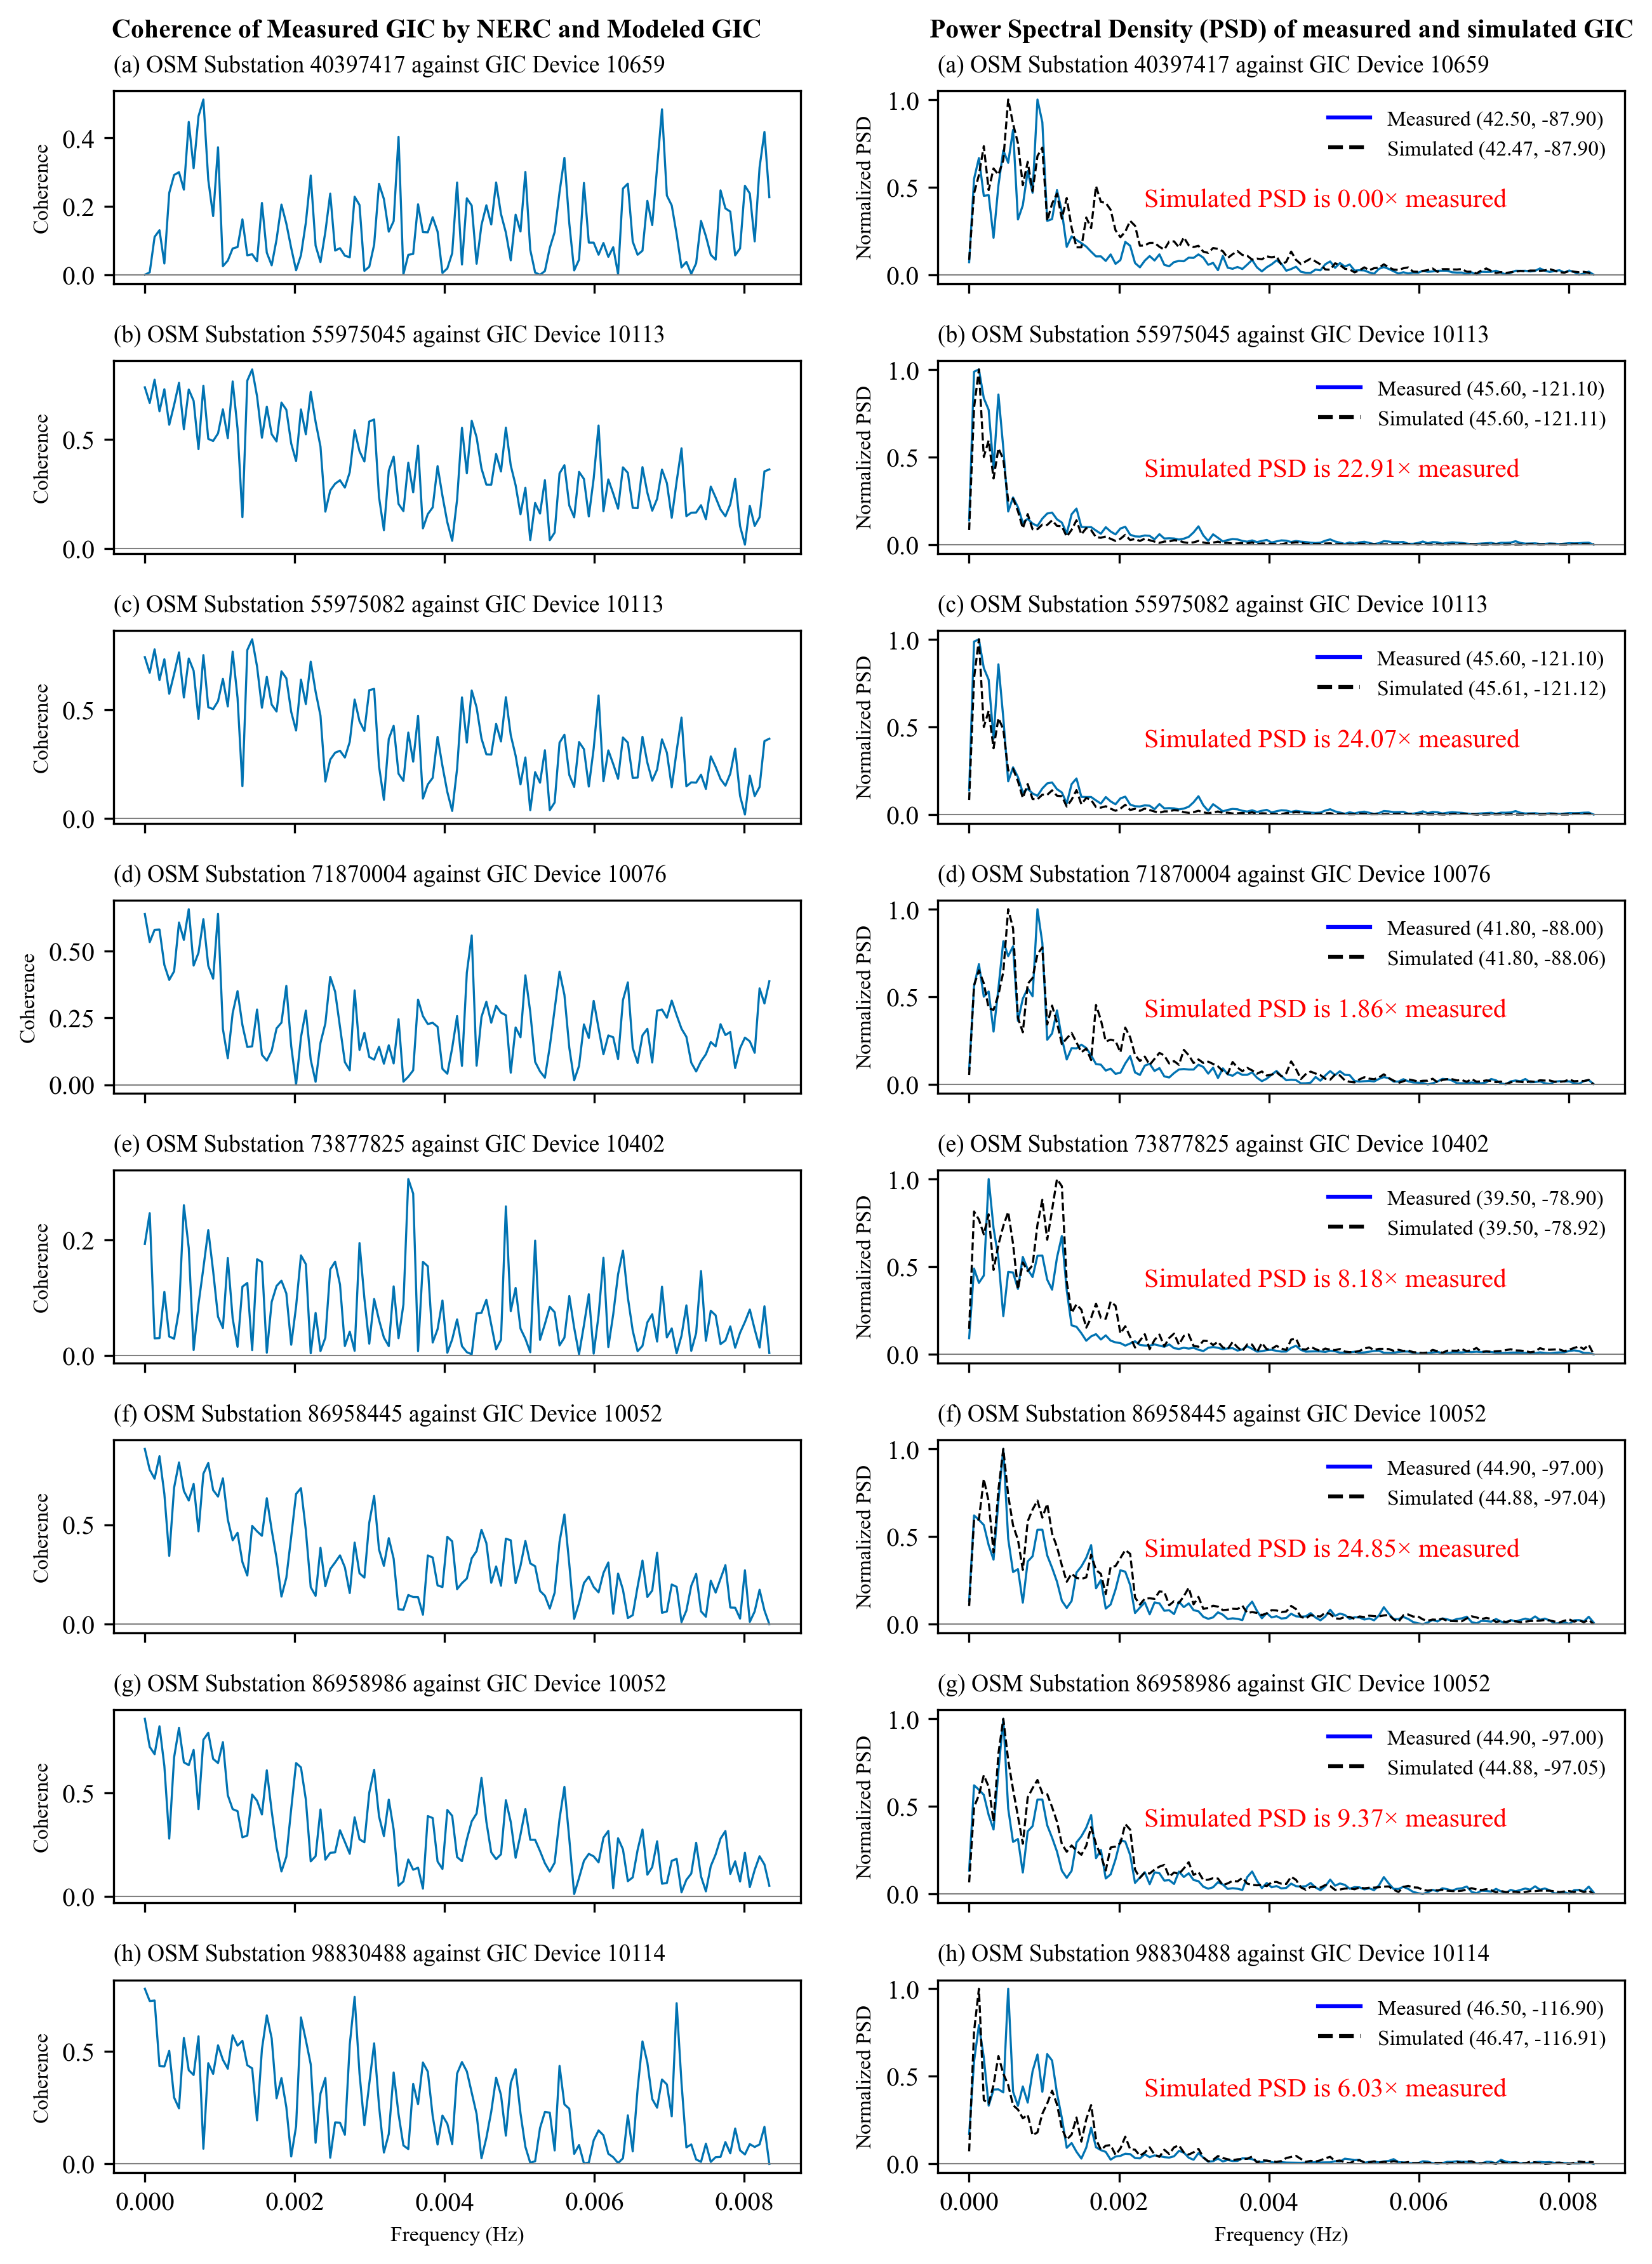 Coherence of Measured GIC by NERC and Modeled GIC
(a) OSM Substation 40397417 against GIC Device 10659
Coherence
0.4
0.2
0.0
(b) OSM Substation 55975045 against GIC Device 10113
Coherence
0.5
0.0
(c) OSM Substation 55975082 against GIC Device 10113
Coherence
0.5
0.0
(d) OSM Substation 71870004 against GIC Device 10076
Coherence
0.50
0.25
0.00
(e) OSM Substation 73877825 against GIC Device 10402
Coherence
0.2
0.0
(f) OSM Substation 86958445 against GIC Device 10052
Coherence
0.5
0.0
(g) OSM Substation 86958986 against GIC Device 10052
Coherence
0.5
0.0
(h) OSM Substation 98830488 against GIC Device 10114
Coherence
0.5
0.0
0.000 0.002 0.004 0.006 0.008
Frequency (Hz)
Power Spectral Density (PSD) of measured and simulated GIC
(a) OSM Substation 40397417 against GIC Device 10659
Normalized PSD
1.0
0.5
0.0
Measured (42.50, -87.90)
Simulated (42.47, -87.90)
Simulated PSD is 0.00× measured
(b) OSM Substation 55975045 against GIC Device 10113
Normalized PSD
1.0
0.5
0.0
Measured (45.60, -121.10)
Simulated (45.60, -121.11)
Simulated PSD is 22.91× measured
(c) OSM Substation 55975082 against GIC Device 10113
Normalized PSD
1.0
0.5
0.0
Measured (45.60, -121.10)
Simulated (45.61, -121.12)
Simulated PSD is 24.07× measured
(d) OSM Substation 71870004 against GIC Device 10076
Normalized PSD
1.0
0.5
0.0
Measured (41.80, -88.00)
Simulated (41.80, -88.06)
Simulated PSD is 1.86× measured
(e) OSM Substation 73877825 against GIC Device 10402
Normalized PSD
1.0
0.5
0.0
Measured (39.50, -78.90)
Simulated (39.50, -78.92)
Simulated PSD is 8.18× measured
(f) OSM Substation 86958445 against GIC Device 10052
Normalized PSD
1.0
0.5
0.0
Measured (44.90, -97.00)
Simulated (44.88, -97.04)
Simulated PSD is 24.85× measured
(g) OSM Substation 86958986 against GIC Device 10052
Normalized PSD
1.0
0.5
0.0
Measured (44.90, -97.00)
Simulated (44.88, -97.05)
Simulated PSD is 9.37× measured
(h) OSM Substation 98830488 against GIC Device 10114
Normalized PSD
1.0
0.5
0.0
Measured (46.50, -116.90)
Simulated (46.47, -116.91)
Simulated PSD is 6.03× measured
0.000 0.002 0.004 0.006 0.008
Frequency (Hz)